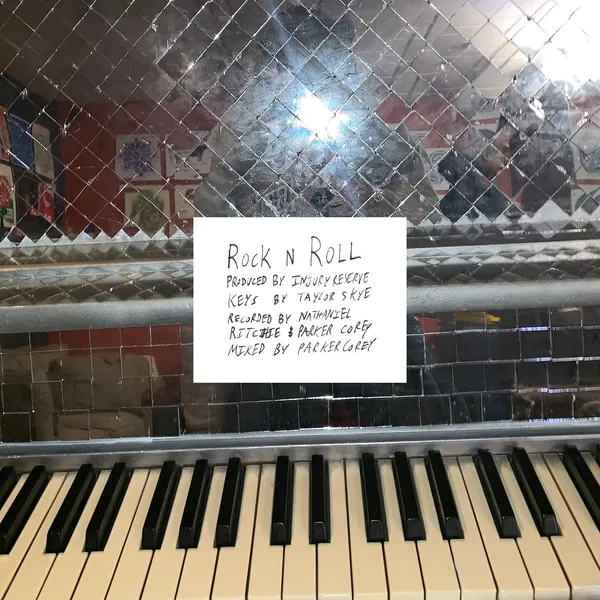 ROCK N ROLL
PRODUCED BY INJURY RESERVE
KEYS BY TAYLOR SKYE
RECORDED BY NATHANIEL
RITCHIE & PARKER COREY
MIXED BY PARKER COREY